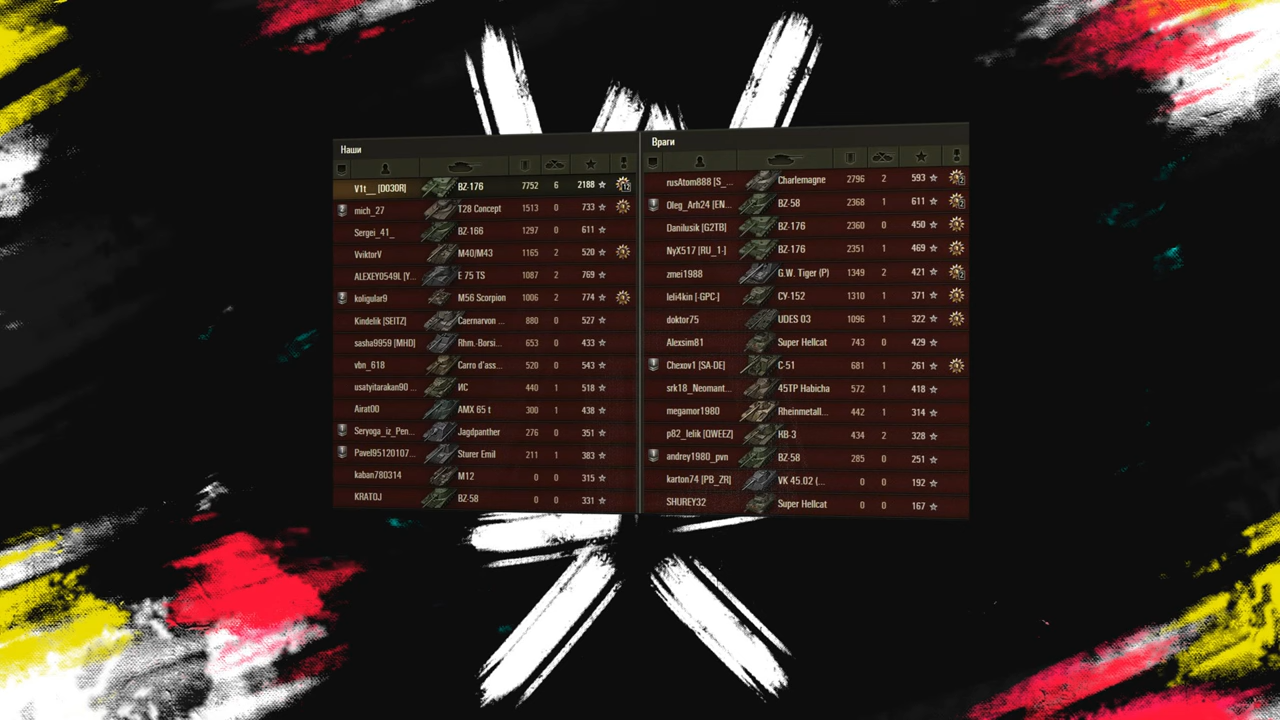 Наши
V1t__ [DO30R] BZ-176 7752 6 2188 12
mich_27 T28 Concept 1513 0 733
Sergei_41_ BZ-166 1297 0 611
VviktorV M40/M43 1165 2 520
ALEXEY0549L [Y... E 75 TS 1087 2 769
koligular9 M56 Scorpion 1006 2 774
Kindelik [SEITZ] Caernarvon ... 880 0 527
sasha9959 [MHD] Rhm.-Borsi... 653 0 433
vbn_618 Carro d'ass... 520 0 543
usatyitarakan90 ... ИС 440 1 518
Airat00 AMX 65 t 300 1 438
Seryoga_iz_Pen... Jagdpanther 276 0 351
Pavel95120107... Sturer Emil 211 1 383
kaban780314 M12 0 0 315
KRATOJ BZ-58 0 0 331
Враги
rusAtom888 [S_... Charlemagne 2796 2 593 2
Oleg_Arh24 [EN... BZ-58 2368 1 611 2
Danilusik [G2TB] BZ-176 2360 0 450
NyX517 [RU_1-] BZ-176 2351 1 469
zmei1988 G.W. Tiger (P) 1349 2 421 2
leli4kin [-GPC-] СУ-152 1310 1 371
doktor75 UDES 03 1096 1 322
Alexsim81 Super Hellcat 743 0 429
Chexov1 [SA-DE] С-51 681 1 261
srk18_Neomant... 45TP Habicha 572 1 418
megamor1980 Rheinmetall... 442 1 314
p82_lelik [QWEEZ] КВ-3 434 2 328
andrey1980_pvn BZ-58 285 0 251
karton74 [PB_ZR] VK 45.02 (... 0 0 192
SHUREY32 Super Hellcat 0 0 167